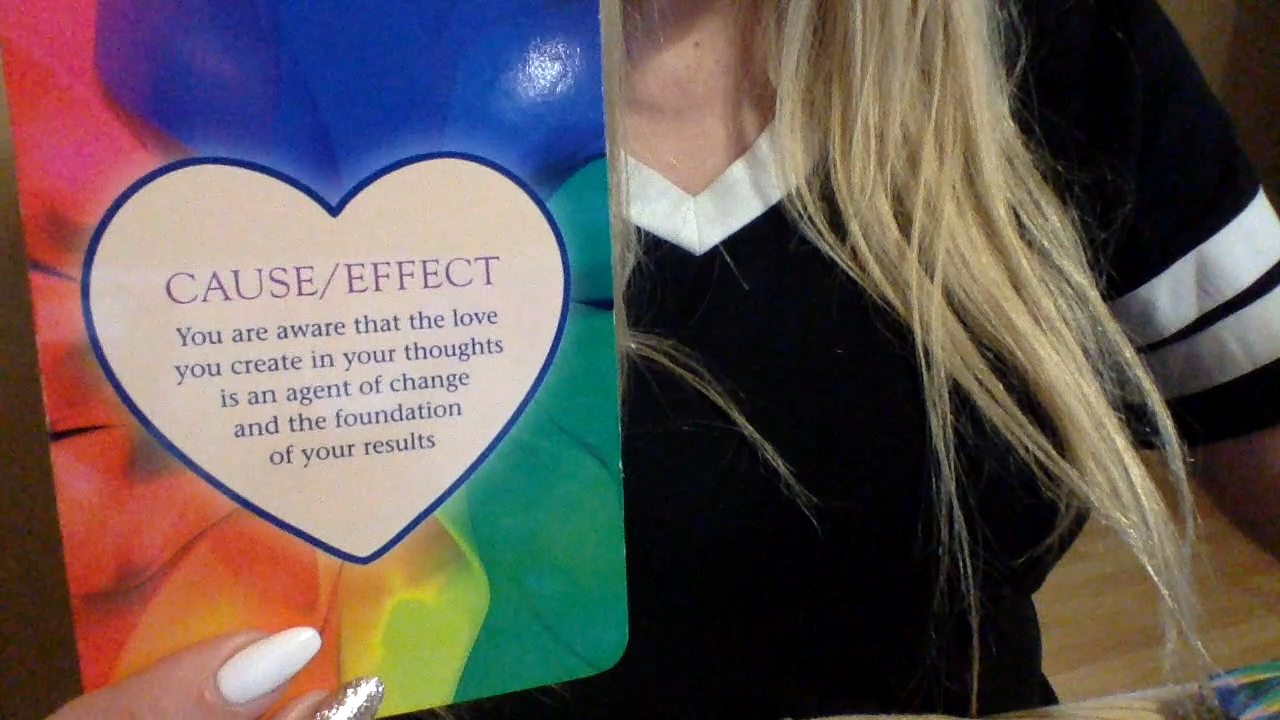 CAUSE/EFFECT
You are aware that the love
you create in your thoughts
is an agent of change
and the foundation
of your results